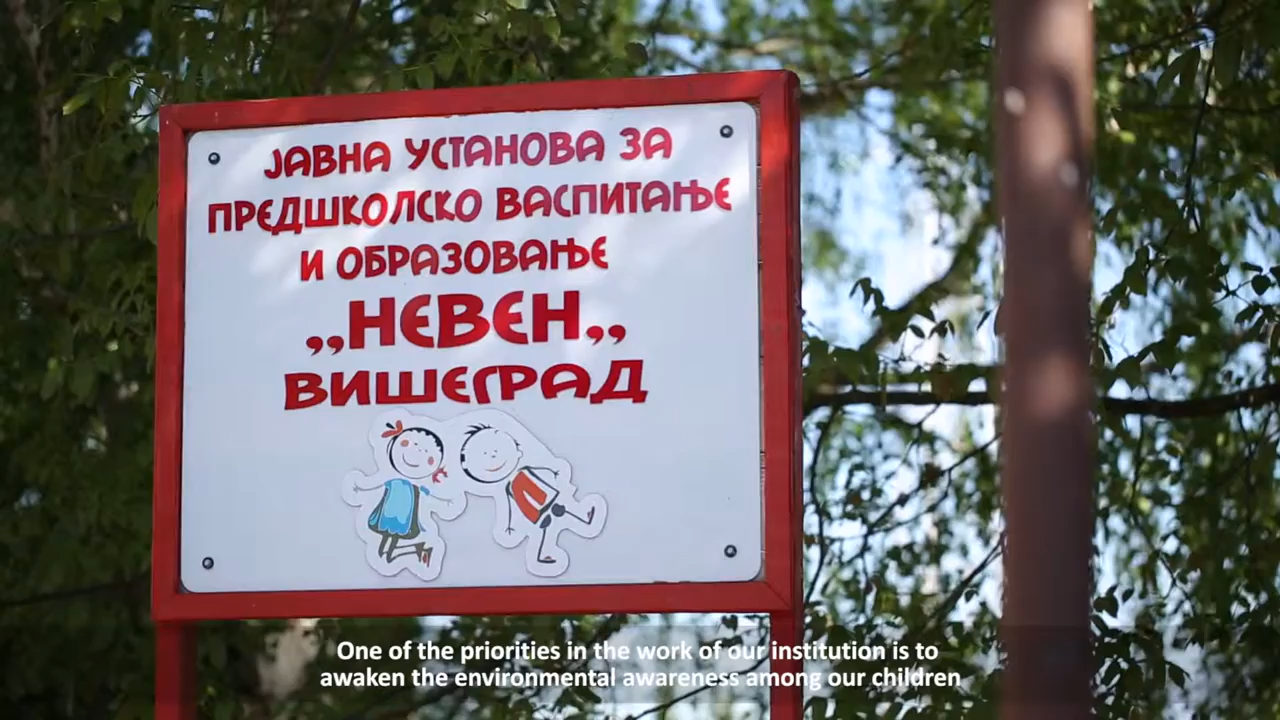 ЈАВНА УСТАНОВА ЗА
ПРЕДШКОЛСКО ВАСПИТАЊЕ
И ОБРАЗОВАЊЕ
,,НЕВЕН,,
ВИШЕГРАД
One of the priorities in the work of our institution is to
awaken the environmental awareness among our children